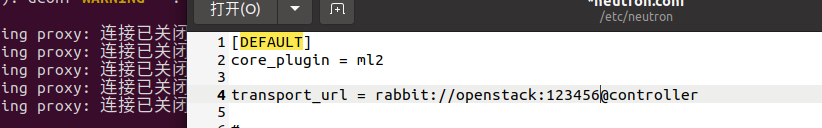 ): dconf-WARNING **:
打开(O)
*neutron.conf
/etc/neutron
ing proxy: 连接已关闭
ing proxy: 连接已关闭
ing proxy: 连接已关闭
ing proxy: 连接已关闭
ing proxy: 连接已关闭
1 [DEFAULT]
2 core_plugin = ml2
3
4 transport_url = rabbit://openstack:123456@controller
5
6 #